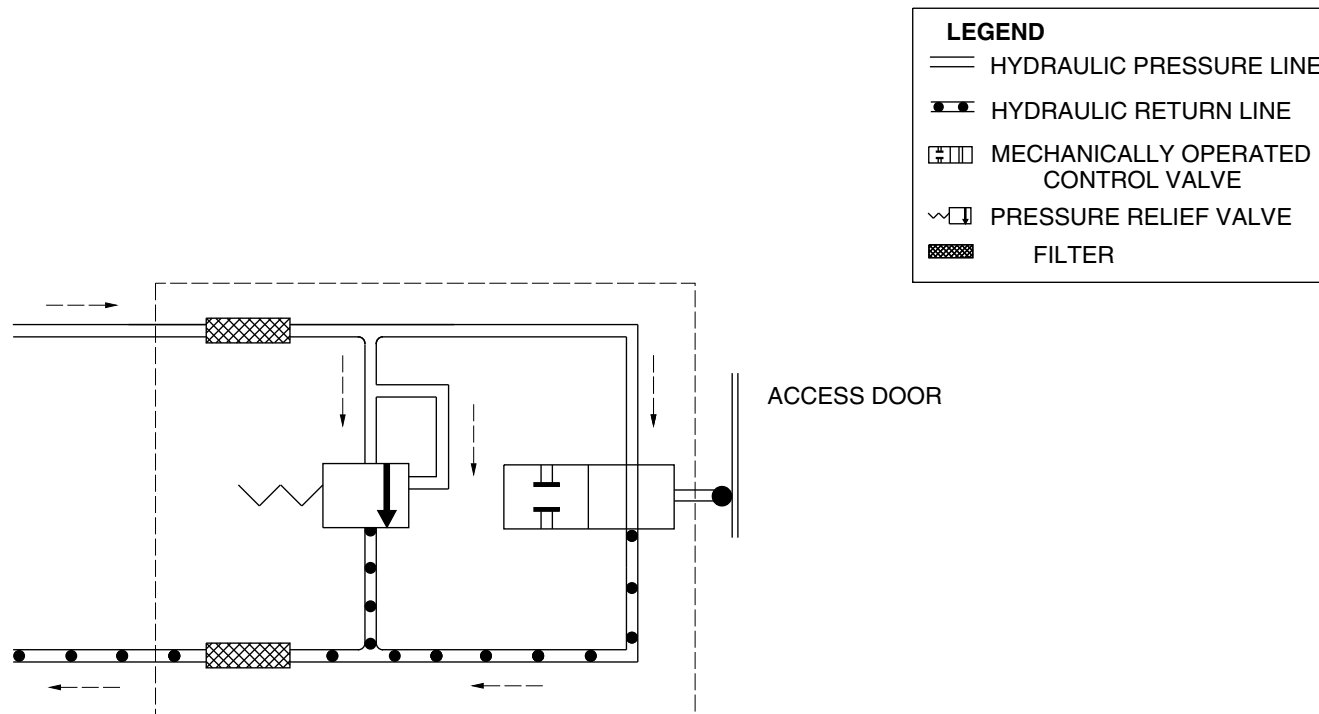 LEGEND
HYDRAULIC PRESSURE LINE
HYDRAULIC RETURN LINE
MECHANICALLY OPERATED
CONTROL VALVE
PRESSURE RELIEF VALVE
FILTER
ACCESS DOOR